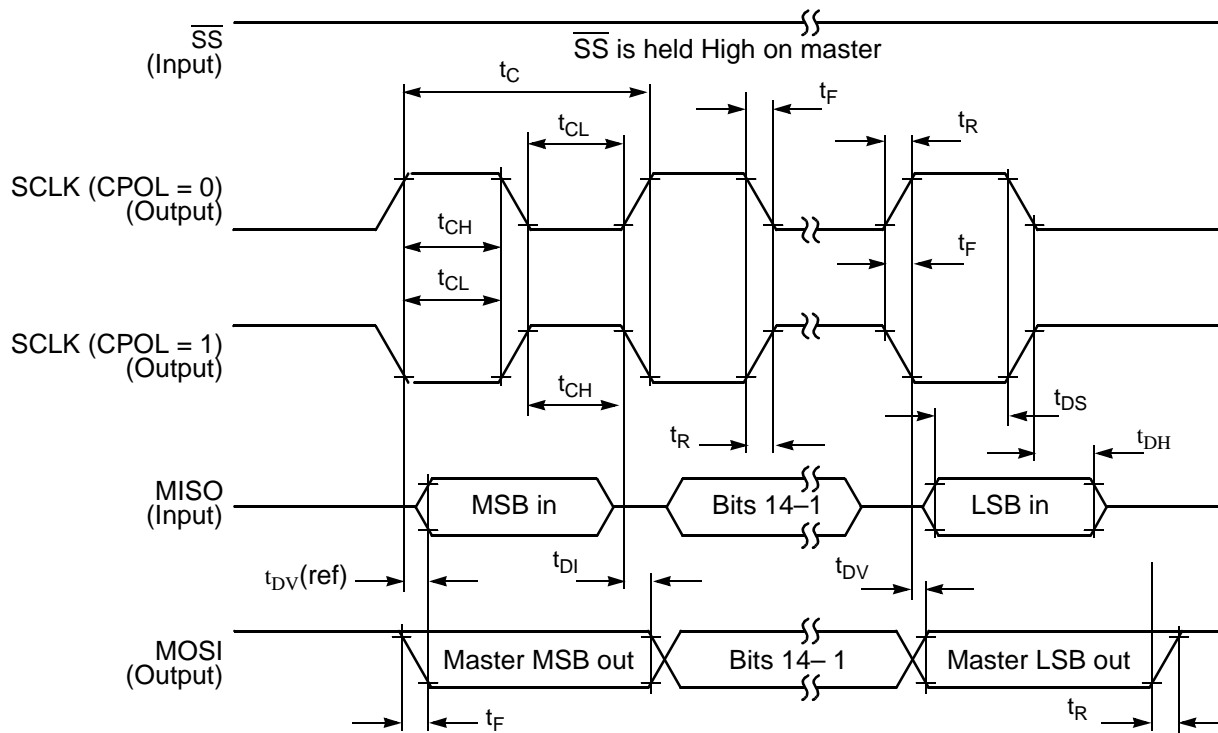 SS
(Input)
SS is held High on master
tC
tF
tCL
tR
SCLK (CPOL = 0)
(Output)
tCH
tF
tCL
SCLK (CPOL = 1)
(Output)
tCH
tDS
tR
tDH
MISO
(Input)
MSB in
Bits 14–1
LSB in
tDV(ref)
tDI
tDV
MOSI
(Output)
Master MSB out
Bits 14– 1
Master LSB out
tF
tR